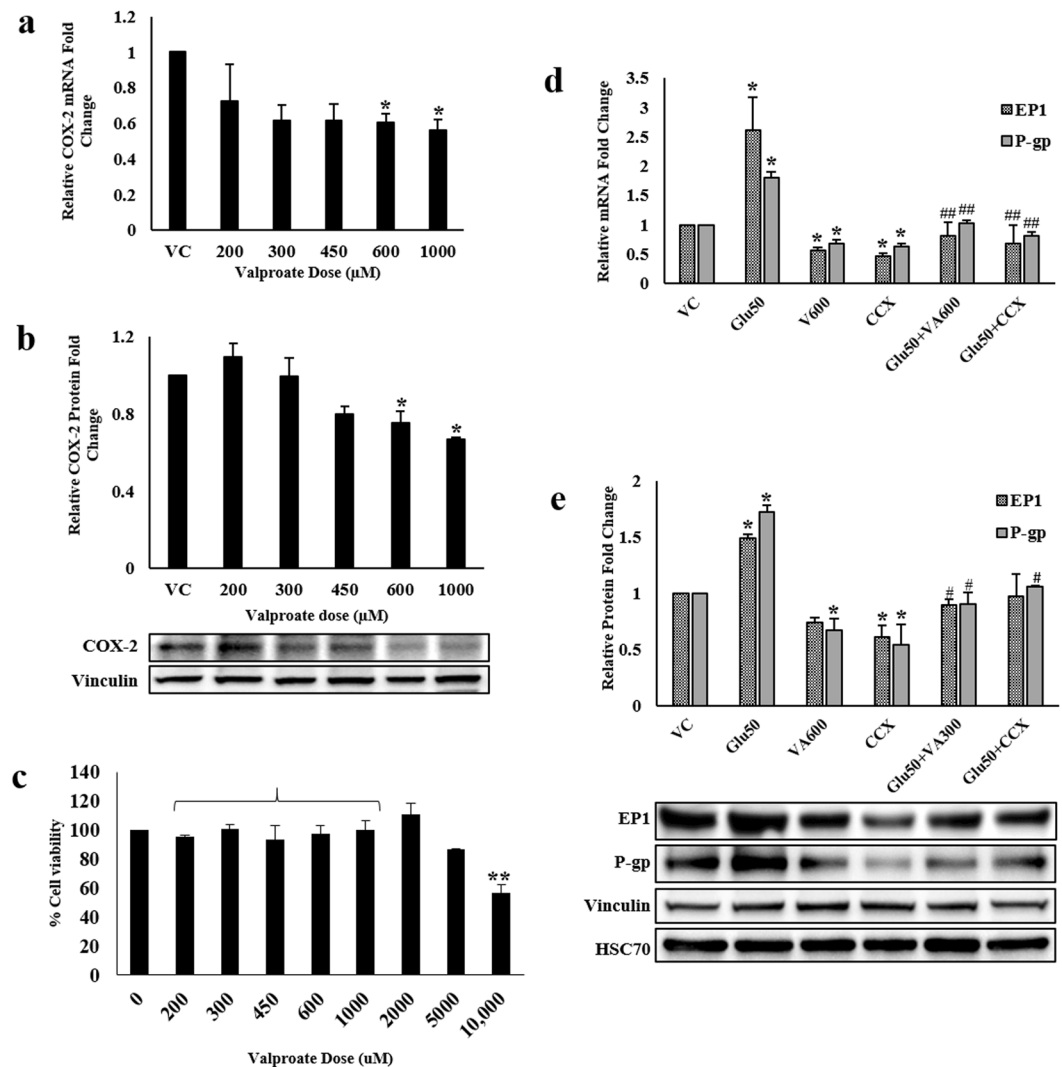 a
1.2
1
0.8
0.6
0.4
0.2
0
Relative COX-2 mRNA Fold
Change
* *
VC 200 300 450 600 1000
Valproate Dose (µM)
b
1.2
0.8
0.4
0
Relative COX-2 Protein Fold
Change
* *
VC 200 300 450 600 1000
Valproate dose (µM)
COX-2
Vinculin
c
140
120
100
80
60
40
20
0
% Cell viability
**
0 200 300 450 600 1000 2000 5000 10,000
Valproate Dose (uM)
d
3.5
3
2.5
2
1.5
1
0.5
0
Relative mRNA Fold Change
EP1
P-gp
* * * * * * ## ## ## ##
VC Glu50 V600 CCX Glu50+VA600 Glu50+CCX
e
2
1.5
1
0.5
0
Relative Protein Fold Change
EP1
P-gp
* * * * * # # #
VC Glu50 VA600 CCX Glu50+VA300 Glu50+CCX
EP1
P-gp
Vinculin
HSC70